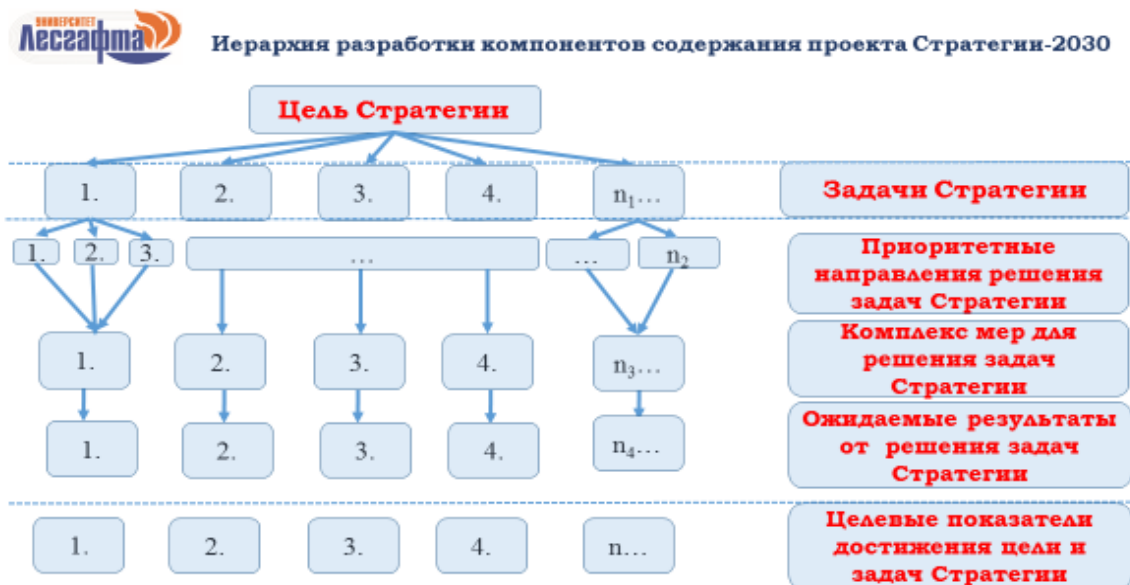 УНИВЕРСИТЕТ
Лесгафта
Иерархия разработки компонентов содержания проекта Стратегии-2030
Цель Стратегии
1. 2. 3. 4. n₁... Задачи Стратегии
1. 2. 3. ... ... n₂
Приоритетные
направления решения
задач Стратегии
1. 2. 3. 4. n₃...
Комплекс мер для
решения задач
Стратегии
1. 2. 3. 4. n₄...
Ожидаемые результаты
от решения задач
Стратегии
1. 2. 3. 4. n...
Целевые показатели
достижения цели и
задач Стратегии